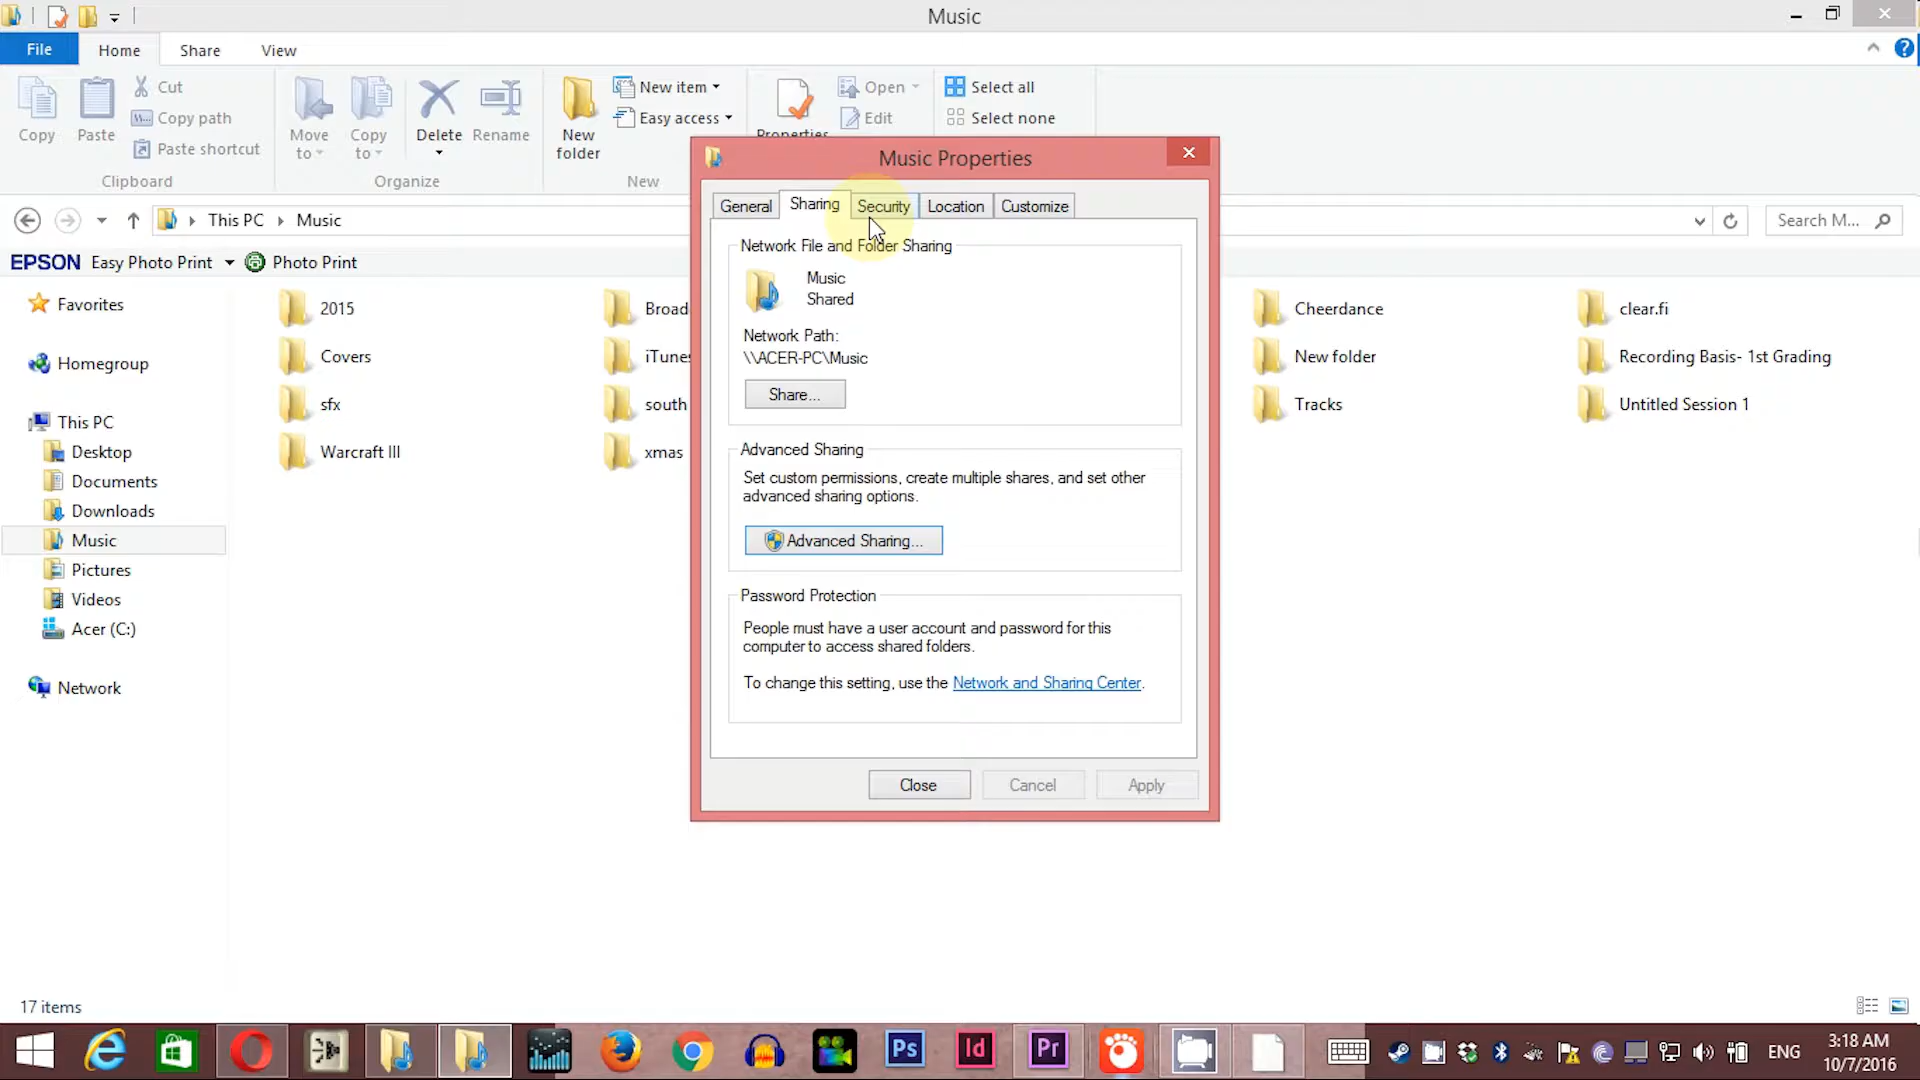 Music
File
Home
Share
View
Copy
Paste
Cut
Copy path
Paste shortcut
Clipboard
Move to
Copy to
Delete
Rename
Organize
New folder
New item
Easy access
New
Properties
Open
Edit
Select all
Select none
This PC
Music
Search M...
EPSON Easy Photo Print
Photo Print
Favorites
Homegroup
This PC
Desktop
Documents
Downloads
Music
Pictures
Videos
Acer (C:)
Network
2015
Covers
sfx
Warcraft III
Broad
iTunes
south
xmas
Cheerdance
New folder
Tracks
clear.fi
Recording Basis- 1st Grading
Untitled Session 1
Music Properties
General
Sharing
Security
Location
Customize
Network File and Folder Sharing
Music
Shared
Network Path:
\\ACER-PC\Music
Share...
Advanced Sharing
Set custom permissions, create multiple shares, and set other
advanced sharing options.
Advanced Sharing...
Password Protection
People must have a user account and password for this
computer to access shared folders.
To change this setting, use the Network and Sharing Center.
Close
Cancel
Apply
17 items
Ps
Id
Pr
ENG
3:18 AM
10/7/2016